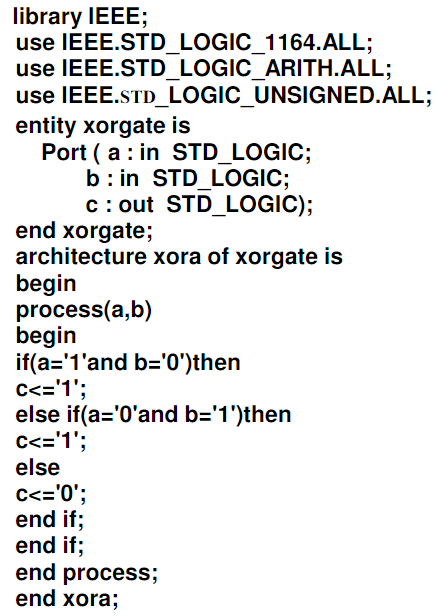 library IEEE;
use IEEE.STD_LOGIC_1164.ALL;
use IEEE.STD_LOGIC_ARITH.ALL;
use IEEE.STD_LOGIC_UNSIGNED.ALL;
entity xorgate is
Port ( a : in STD_LOGIC;
b : in STD_LOGIC;
c : out STD_LOGIC);
end xorgate;
architecture xora of xorgate is
begin
process(a,b)
begin
if(a='1'and b='0')then
c<='1';
else if(a='0'and b='1')then
c<='1';
else
c<='0';
end if;
end if;
end process;
end xora;